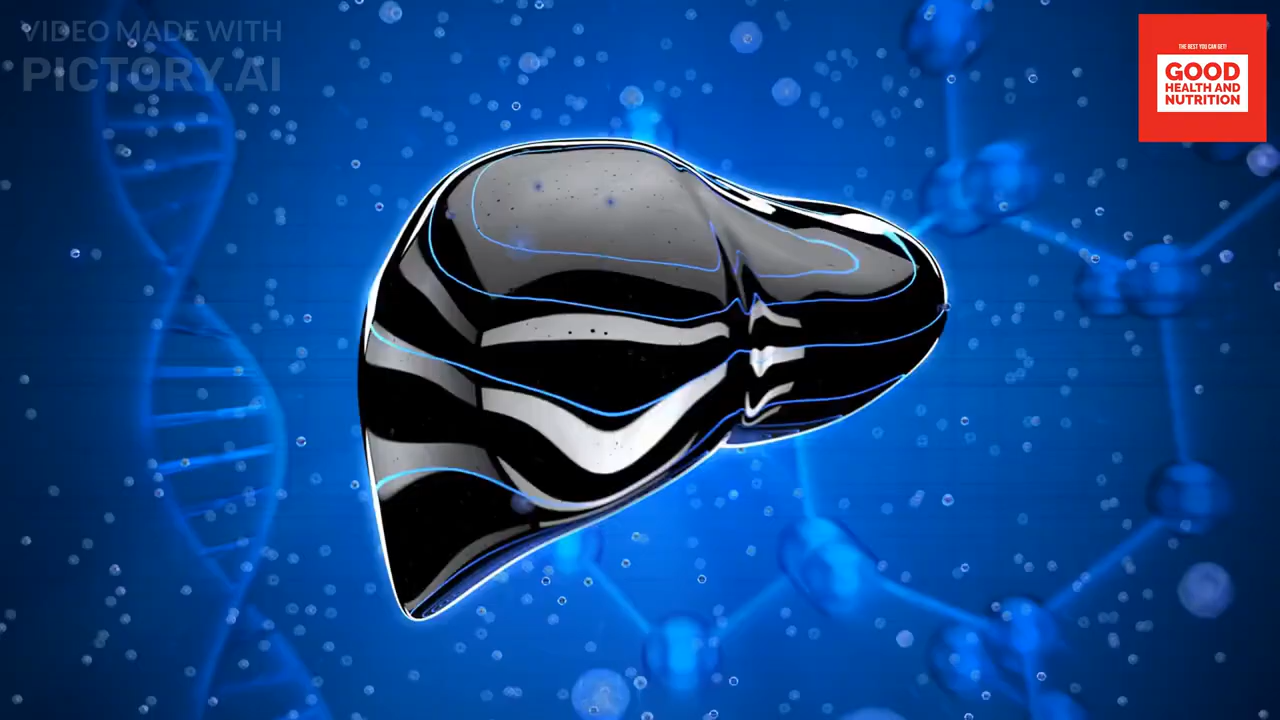 VIDEO MADE WITH
PICTORY.AI
THE BEST YOU CAN GET!
GOOD
HEALTH AND
NUTRITION